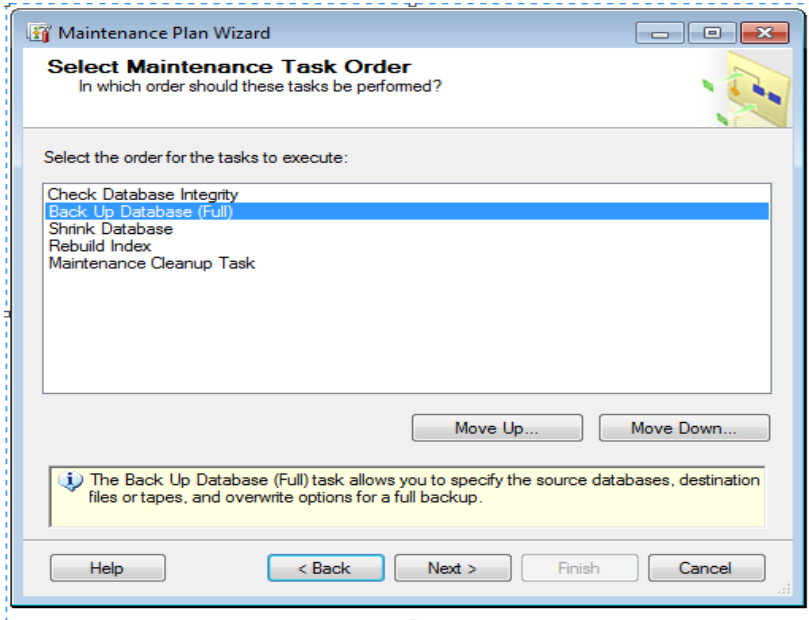 Maintenance Plan Wizard
Select Maintenance Task Order
In which order should these tasks be performed?
Select the order for the tasks to execute:
Check Database Integrity
Back Up Database (Full)
Shrink Database
Rebuild Index
Maintenance Cleanup Task
Move Up...
Move Down...
The Back Up Database (Full) task allows you to specify the source databases, destination
files or tapes, and overwrite options for a full backup.
Help
< Back
Next >
Finish
Cancel